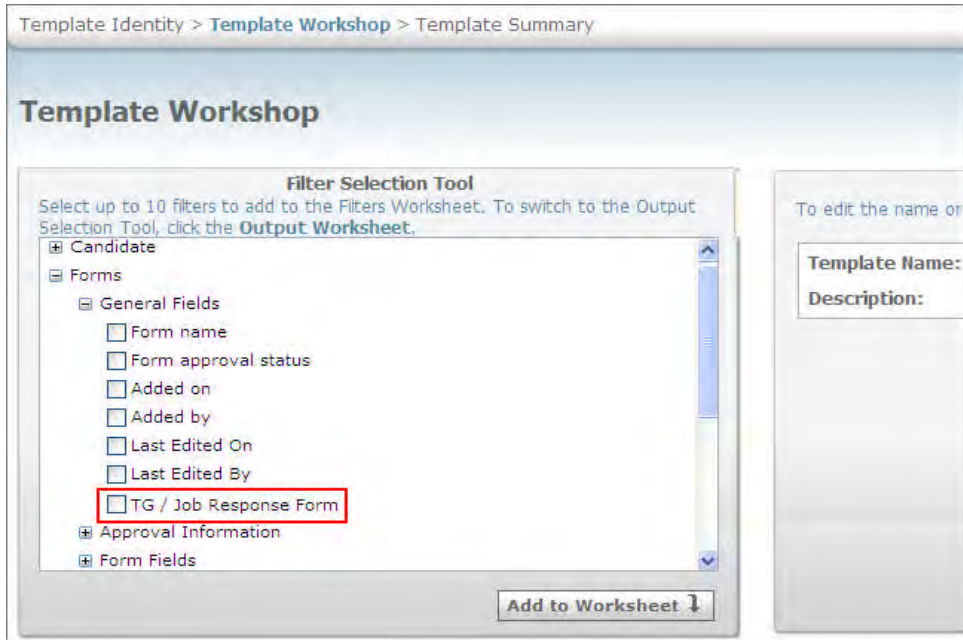 Template Identity > Template Workshop > Template Summary
Template Workshop
Filter Selection Tool
Select up to 10 filters to add to the Filters Worksheet. To switch to the Output
Selection Tool, click the Output Worksheet.
Candidate
Forms
General Fields
Form name
Form approval status
Added on
Added by
Last Edited On
Last Edited By
TG / Job Response Form
Approval Information
Form Fields
Add to Worksheet
To edit the name or
Template Name:
Description: